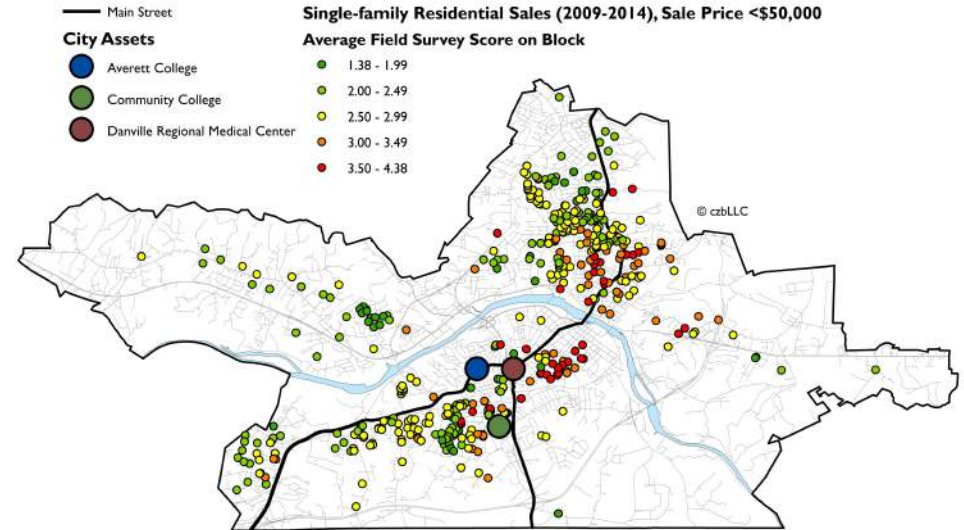 Main Street
City Assets
Averett College
Community College
Danville Regional Medical Center
Single-family Residential Sales (2009-2014), Sale Price <$50,000
Average Field Survey Score on Block
1.38 - 1.99
2.00 - 2.49
2.50 - 2.99
3.00 - 3.49
3.50 - 4.38
© czbLLC